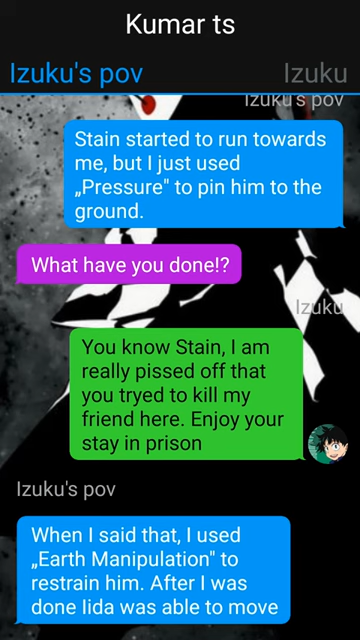 Kumar ts
Izuku's pov
Izuku
Izuku's pov
Stain started to run towards
me, but I just used
„Pressure" to pin him to the
ground.
What have you done!?
Izuku
You know Stain, I am
really pissed off that
you tryed to kill my
friend here. Enjoy your
stay in prison
Izuku's pov
When I said that, I used
„Earth Manipulation" to
restrain him. After I was
done Iida was able to move